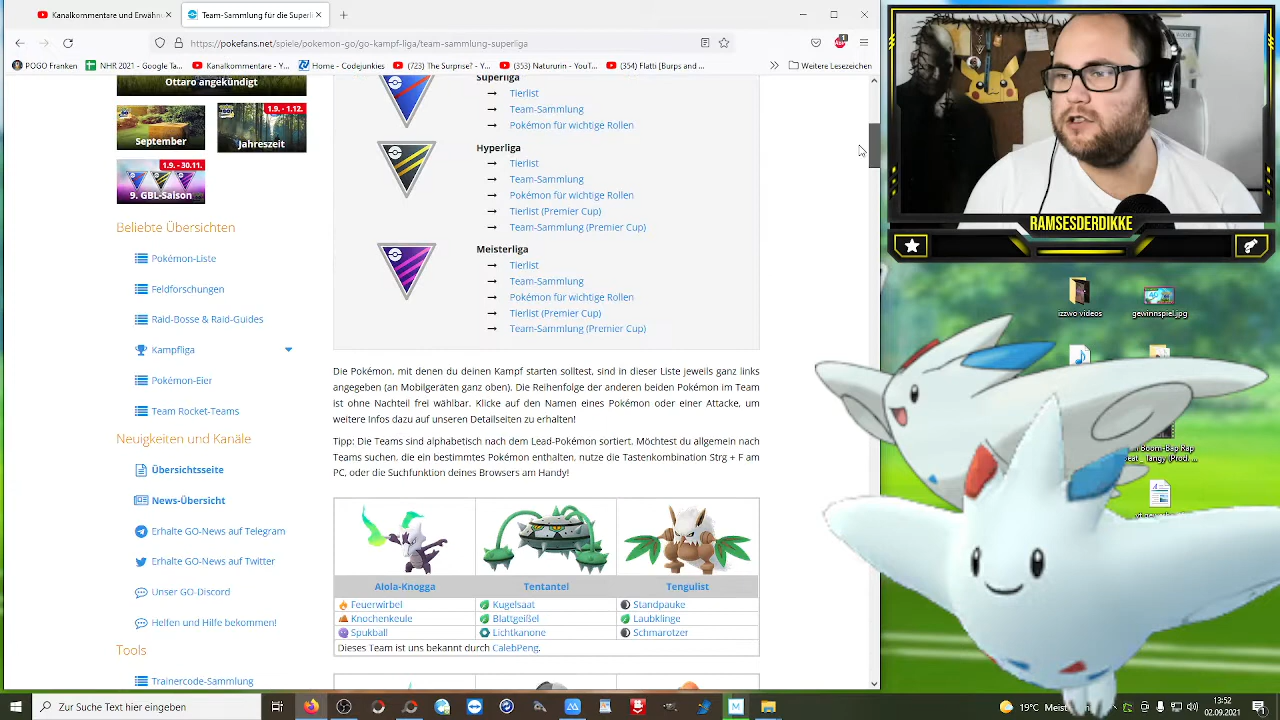 Kanalkommentare und Erwähnun
Team-Sammlung für die Superli
https://pokefans.net/spiele/pokemon-go/go-kampf-liga/team-sammlung-superliga
POGO Franken
NHR 2021 - Google Ta...
Kanalkommentare - Y...
Home - Codejunkies
(723) The Surprise? - Y...
(353) Naturum - YouT...
(354) Flatti [Burps and ...
Weitere Lesezeichen
Ottaro angekündigt
September
1.9. - 1.12.
Jahreszeit
1.9. - 30.11.
9. GBL-Saison
Beliebte Übersichten
Pokémon-Liste
Feldforschungen
Raid-Bosse & Raid-Guides
Kampfliga
Pokémon-Eier
Team Rocket-Teams
Neuigkeiten und Kanäle
Übersichtsseite
News-Übersicht
Erhalte GO-News auf Telegram
Erhalte GO-News auf Twitter
Unser GO-Discord
Helfen und Hilfe bekommen!
Tools
Trainercode-Sammlung
Superliga
→ Tierlist
→ Team-Sammlung
→ Pokémon für wichtige Rollen
Hyperliga
→ Tierlist
→ Team-Sammlung
→ Pokémon für wichtige Rollen
→ Tierlist (Premier Cup)
→ Team-Sammlung (Premier Cup)
Meisterliga
→ Tierlist
→ Team-Sammlung
→ Pokémon für wichtige Rollen
→ Tierlist (Premier Cup)
→ Team-Sammlung (Premier Cup)
Die Pokémon, mit denen du den Kampf starten solltest, sind in dieser Liste jeweils ganz links
angegeben (an Mobilgeräten ganz oben). Die Reihenfolge der anderen beiden Pokémon im Team
ist ohne Nachteil frei wählbar. Klicke auf den Namen eines Pokémon oder einer Attacke, um
weitere Infos dazu auf unseren Detailseiten zu erhalten!
Tipp: Die Teams sind alphabetisch nach dem Lead-Pokémon sortiert. Möchtest du allgemein nach
Teams suchen, die ein bestimmtes Pokémon enthalten, nutze die Tastenkombination Strg + F am
PC, oder die Suchfunktion deines Browsers am Handy!
Alola-Knogga Tentantel Tengulist
Feuerwirbel Kugelsaat Standpauke
Knochenkeule Blattgeißel Laubklinge
Spukball Lichtkanone Schmarotzer
Dieses Team ist uns bekannt durch CalebPeng.
RAMSESDERDIKKE
izzwo videos
gewinnspiel.jpg
Boom-Bap Rap
Zur Suche Text hier eingeben
19°C Meist sonnig
13:52
02.09.2021